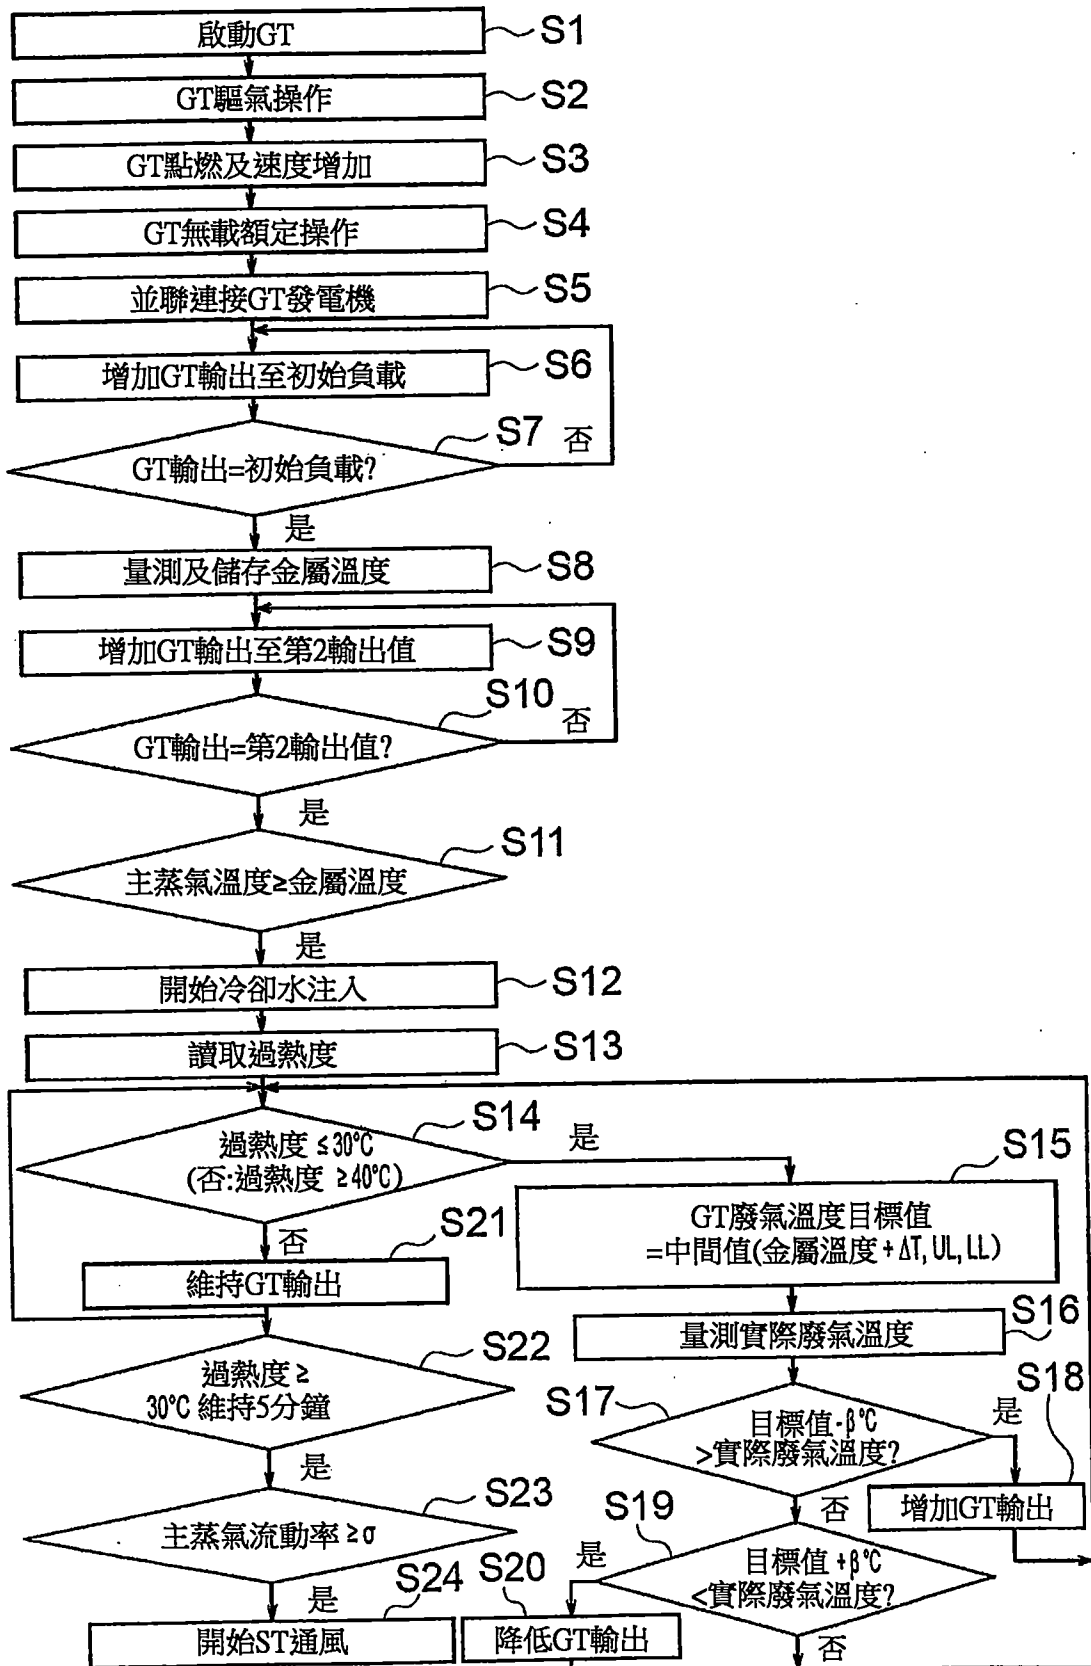 啟動GT
S1
GT驅氣操作
S2
GT點燃及速度增加
S3
GT無載額定操作
S4
並聯連接GT發電機
S5
增加GT輸出至初始負載
S6
S7
否
GT輸出=初始負載?
是
量測及儲存金屬溫度
S8
增加GT輸出至第2輸出值
S9
S10
否
GT輸出=第2輸出值?
是
S11
主蒸氣溫度≥金屬溫度
是
開始冷卻水注入
S12
讀取過熱度
S13
S14
是
過熱度 ≤30°C
(否:過熱度 ≥40°C)
S15
GT廢氣溫度目標值
=中間值(金屬溫度+ΔT, UL, LL)
否
S21
維持GT輸出
S16
量測實際廢氣溫度
S22
過熱度 ≥
30°C 維持5分鐘
是
S17
目標值-β°C
>實際廢氣溫度?
是
S18
增加GT輸出
否
S23
主蒸氣流動率 ≥σ
是
S19
目標值+β°C
<實際廢氣溫度?
是
S20
降低GT輸出
否
S24
開始ST通風